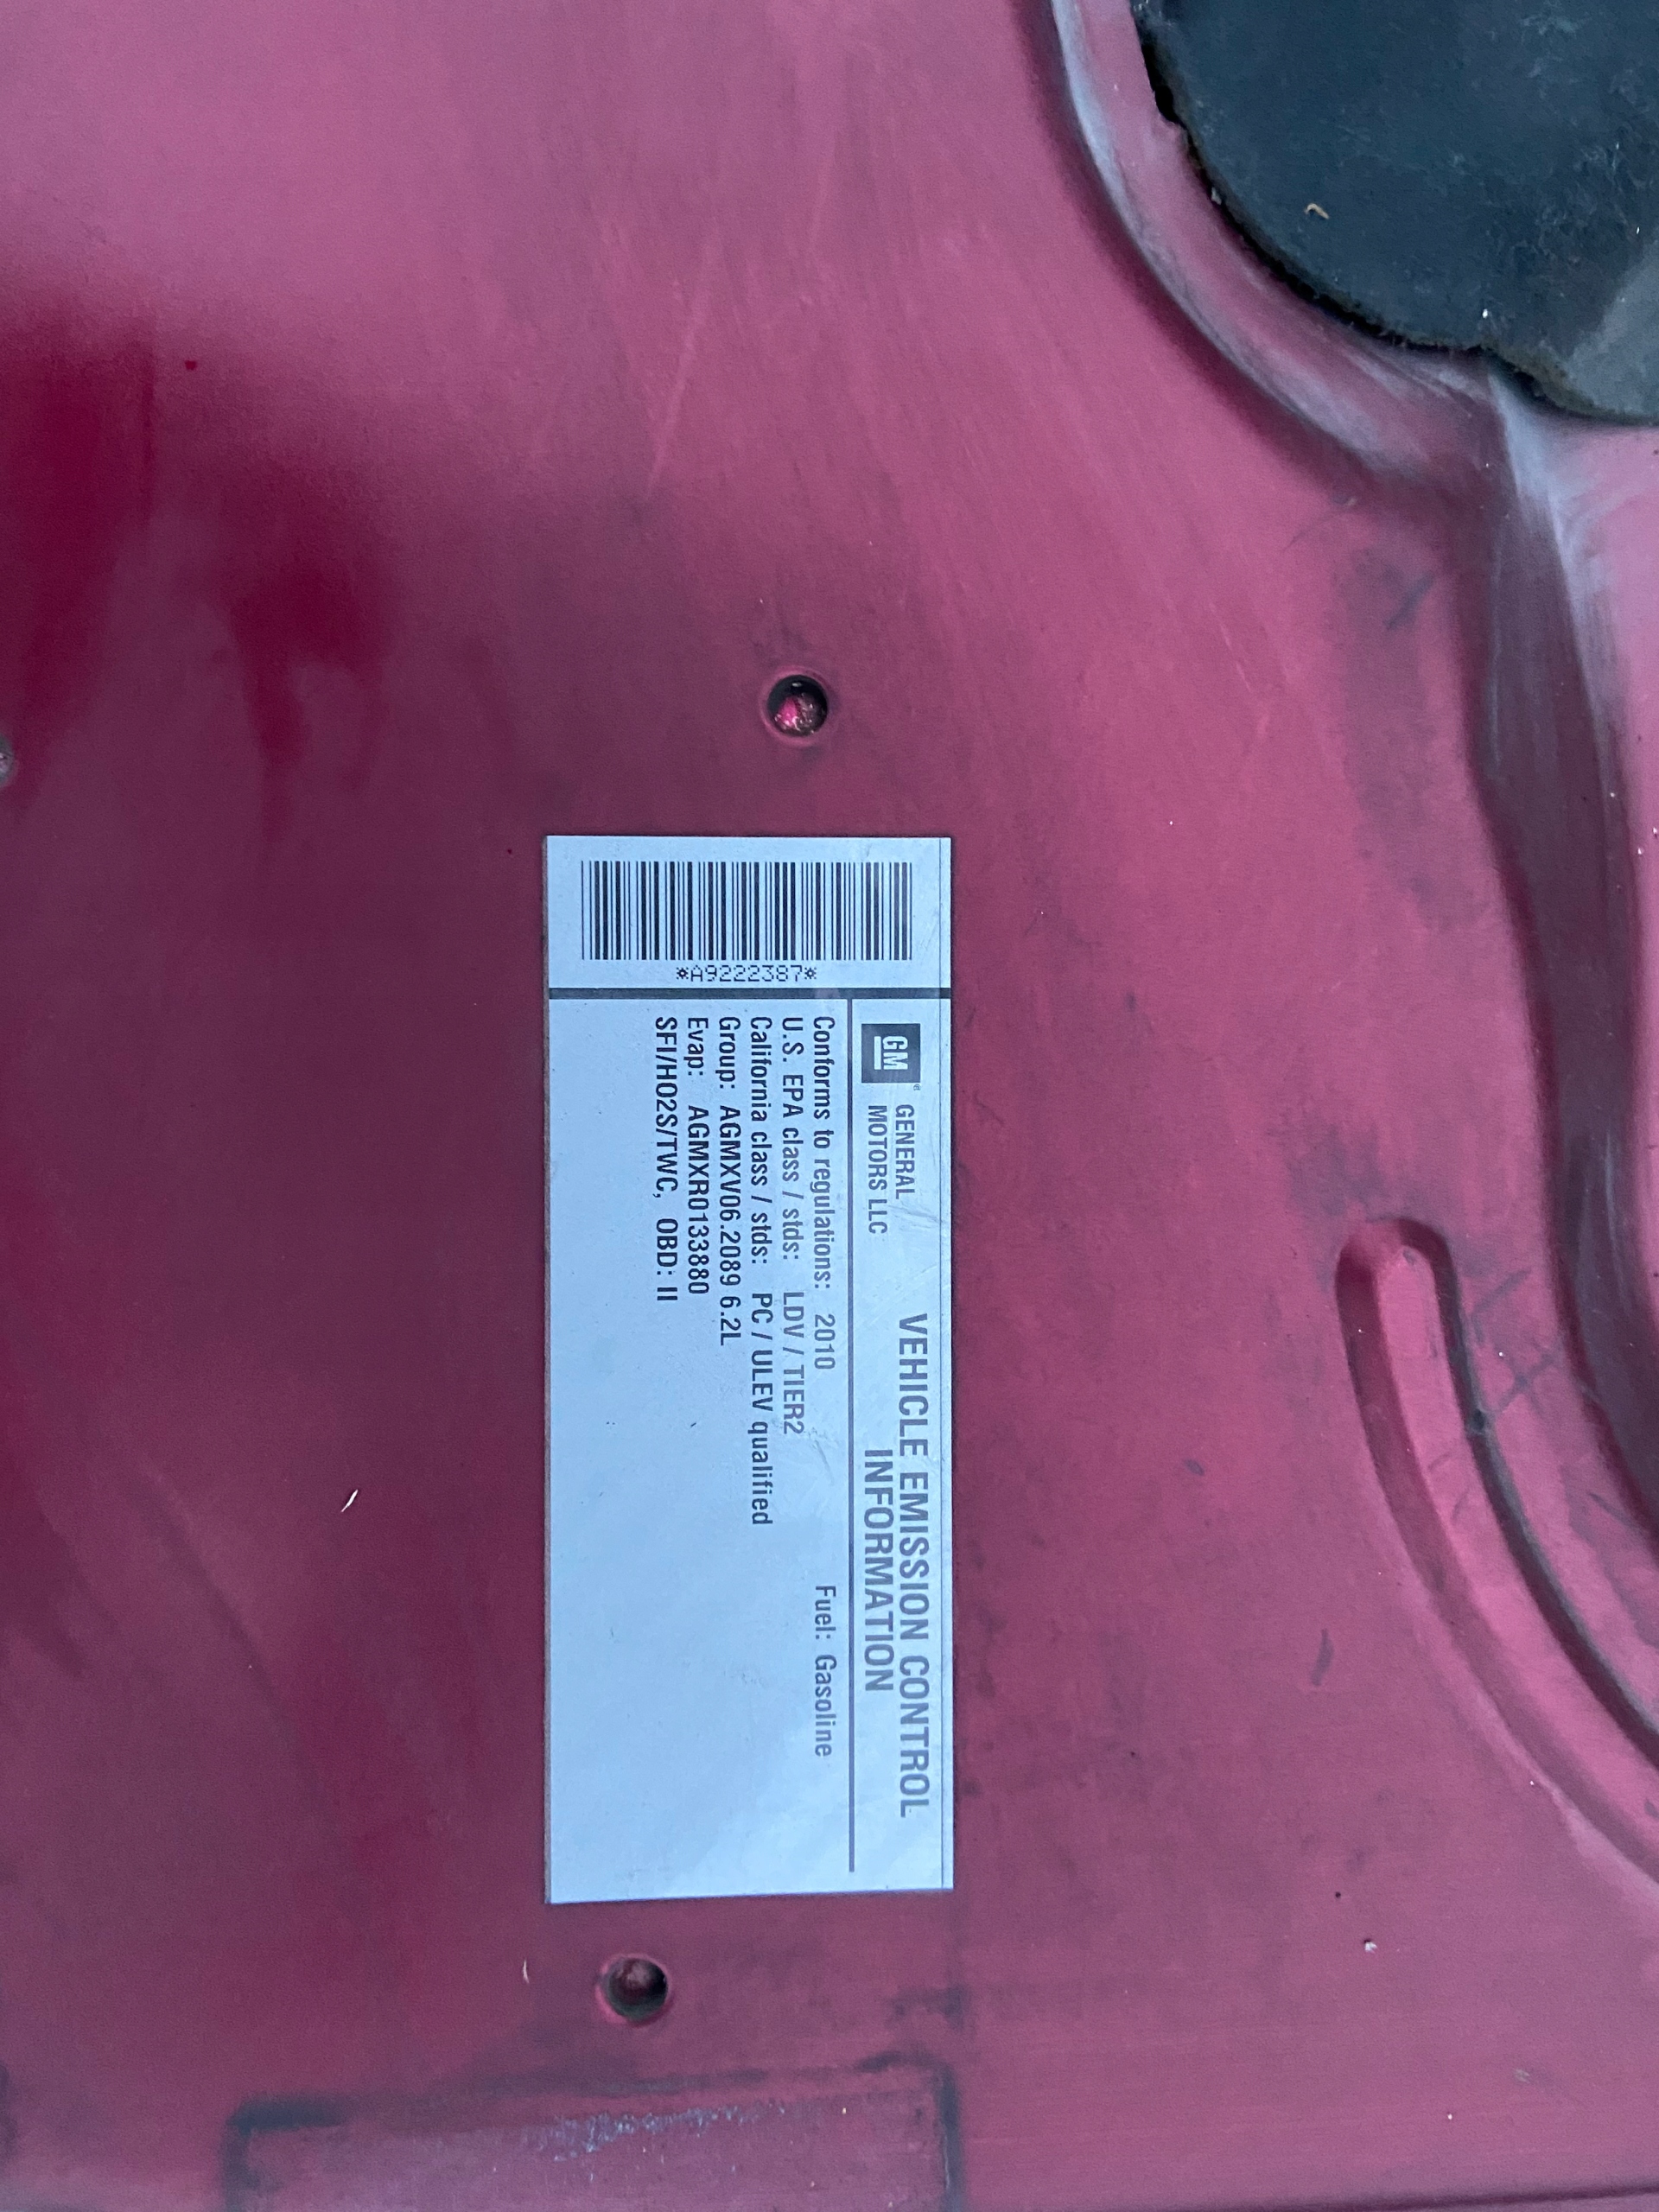 *A9222387*
GM
GENERAL
MOTORS LLC
VEHICLE EMISSION CONTROL
INFORMATION
Conforms to regulations: 2010 Fuel: Gasoline
U.S. EPA class / stds: LDV / TIER2
California class / stds: PC / ULEV qualified
Group: AGMXV06.2089 6.2L
Evap: AGMXR0133880
SFI/HO2S/TWC, OBD: II